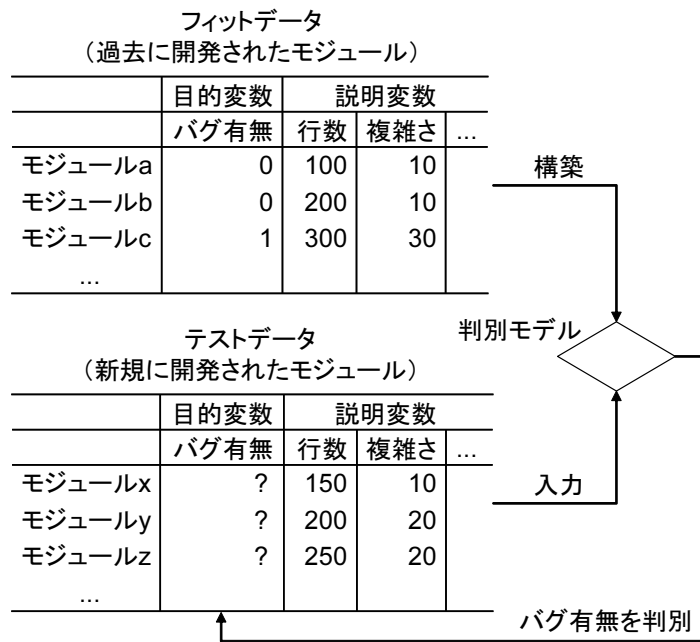 フィットデータ
（過去に開発されたモジュール）
目的変数 説明変数
バグ有無 行数 複雑さ ...
モジュールa 0 100 10
モジュールb 0 200 10
モジュールc 1 300 30
...
構築
判別モデル
テストデータ
（新規に開発されたモジュール）
目的変数 説明変数
バグ有無 行数 複雑さ ...
モジュールx ? 150 10
モジュールy ? 200 20
モジュールz ? 250 20
...
入力
バグ有無を判別